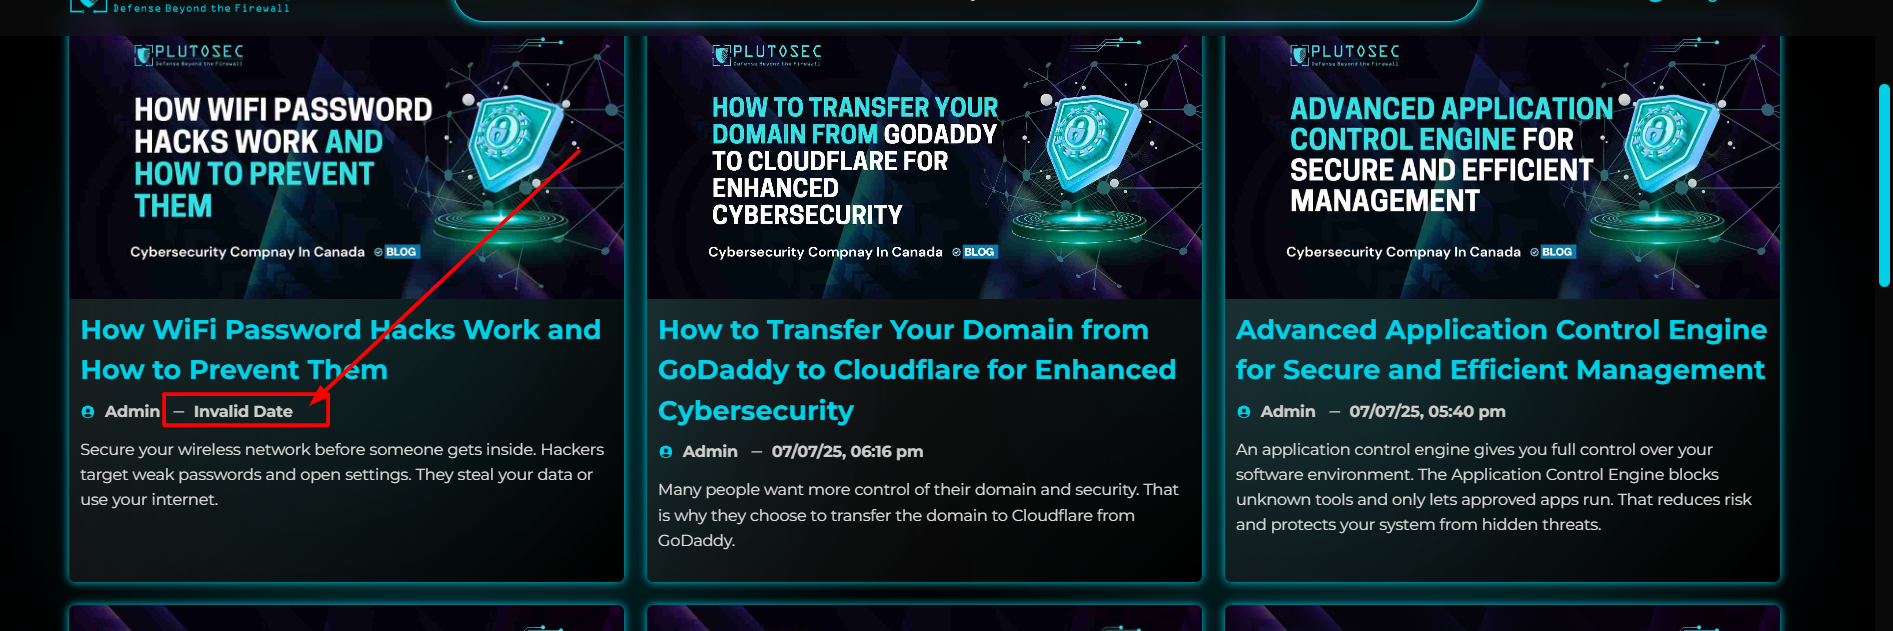 Defense Beyond the Firewall
PLUTOSEC
Defense Beyond the Firewall
HOW WIFI PASSWORD
HACKS WORK AND
HOW TO PREVENT
THEM
Cybersecurity Compnay In Canada BLOG
How WiFi Password Hacks Work and
How to Prevent Them
Admin — Invalid Date
Secure your wireless network before someone gets inside. Hackers
target weak passwords and open settings. They steal your data or
use your internet.
PLUTOSEC
Defense Beyond the Firewall
HOW TO TRANSFER YOUR
DOMAIN FROM GODADDY
TO CLOUDFLARE FOR
ENHANCED
CYBERSECURITY
Cybersecurity Compnay In Canada BLOG
How to Transfer Your Domain from
GoDaddy to Cloudflare for Enhanced
Cybersecurity
Admin — 07/07/25, 06:16 pm
Many people want more control of their domain and security. That
is why they choose to transfer the domain to Cloudflare from
GoDaddy.
PLUTOSEC
Defense Beyond the Firewall
ADVANCED APPLICATION
CONTROL ENGINE FOR
SECURE AND EFFICIENT
MANAGEMENT
Cybersecurity Compnay In Canada BLOG
Advanced Application Control Engine
for Secure and Efficient Management
Admin — 07/07/25, 05:40 pm
An application control engine gives you full control over your
software environment. The Application Control Engine blocks
unknown tools and only lets approved apps run. That reduces risk
and protects your system from hidden threats.